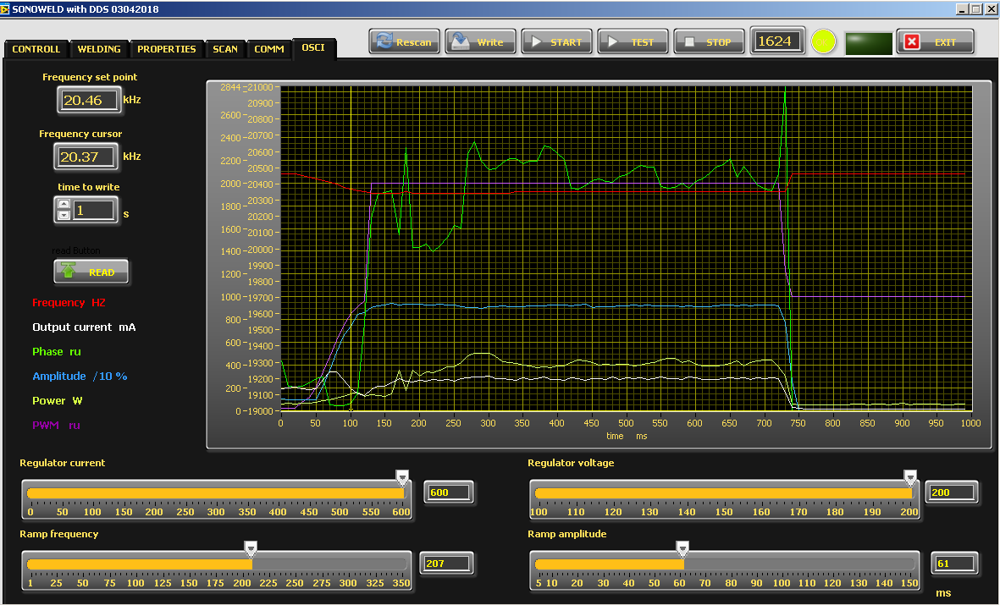 SONOWELD with DDS 03042018
CONTROLL WELDING PROPERTIES SCAN COMM OSCI
Rescan Write START TEST STOP 1624 EXIT
Frequency set point
20.46 kHz
Frequency cursor
20.37 kHz
time to write
1 s
read Button
READ
Frequency HZ
Output current mA
Phase ru
Amplitude /10 %
Power W
PWM ru
2844 21000
20900
2600 20800
2400 20700
20600
2200 20500
2000 20400
1800 20300
20200
1600 20100
1400 20000
19900
1200 19800
1000 19700
19600
800 19500
600 19400
400 19300
19200
200 19100
0 19000
0 50 100 150 200 250 300 350 400 450 500 550 600 650 700 750 800 850 900 950 1000
time ms
Regulator current
600
0 50 100 150 200 250 300 350 400 450 500 550 600
Regulator voltage
200
100 110 120 130 140 150 160 170 180 190 200
Ramp frequency
207
1 25 50 75 100 125 150 175 200 225 250 275 300 325 350
Ramp amplitude
61
5 10 20 30 40 50 60 70 80 90 100 110 120 130 140 150
ms